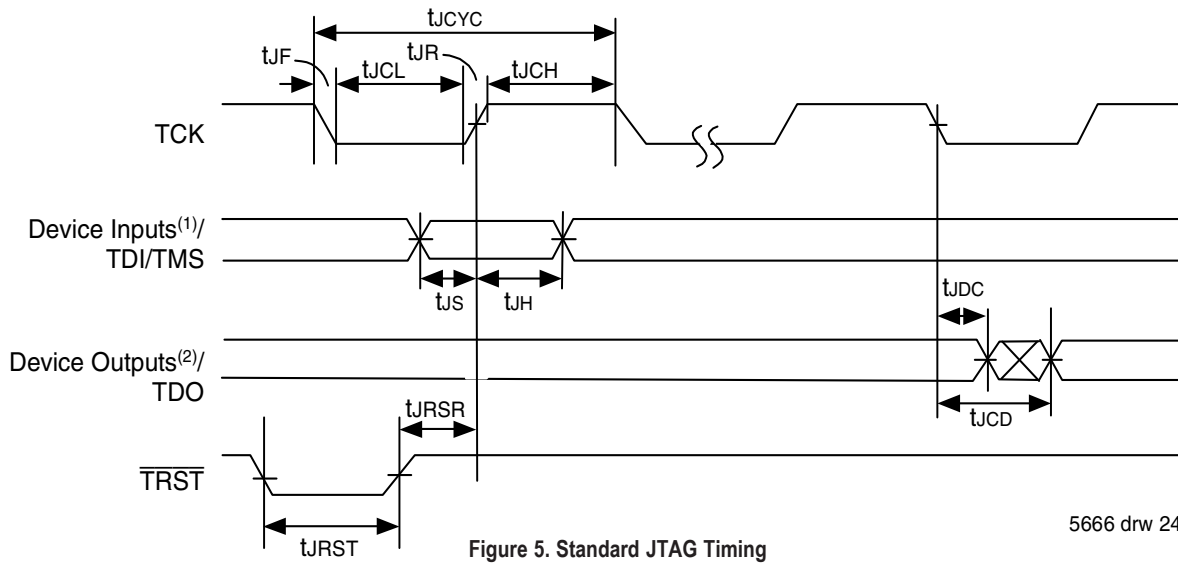 tJCYC
tJF
tJCL
tJR
tJCH
TCK
Device Inputs(1)/
TDI/TMS
tJS
tJH
tJDC
Device Outputs(2)/
TDO
tJCD
tJRSR
TRST
tJRST
5666 drw 24
Figure 5. Standard JTAG Timing